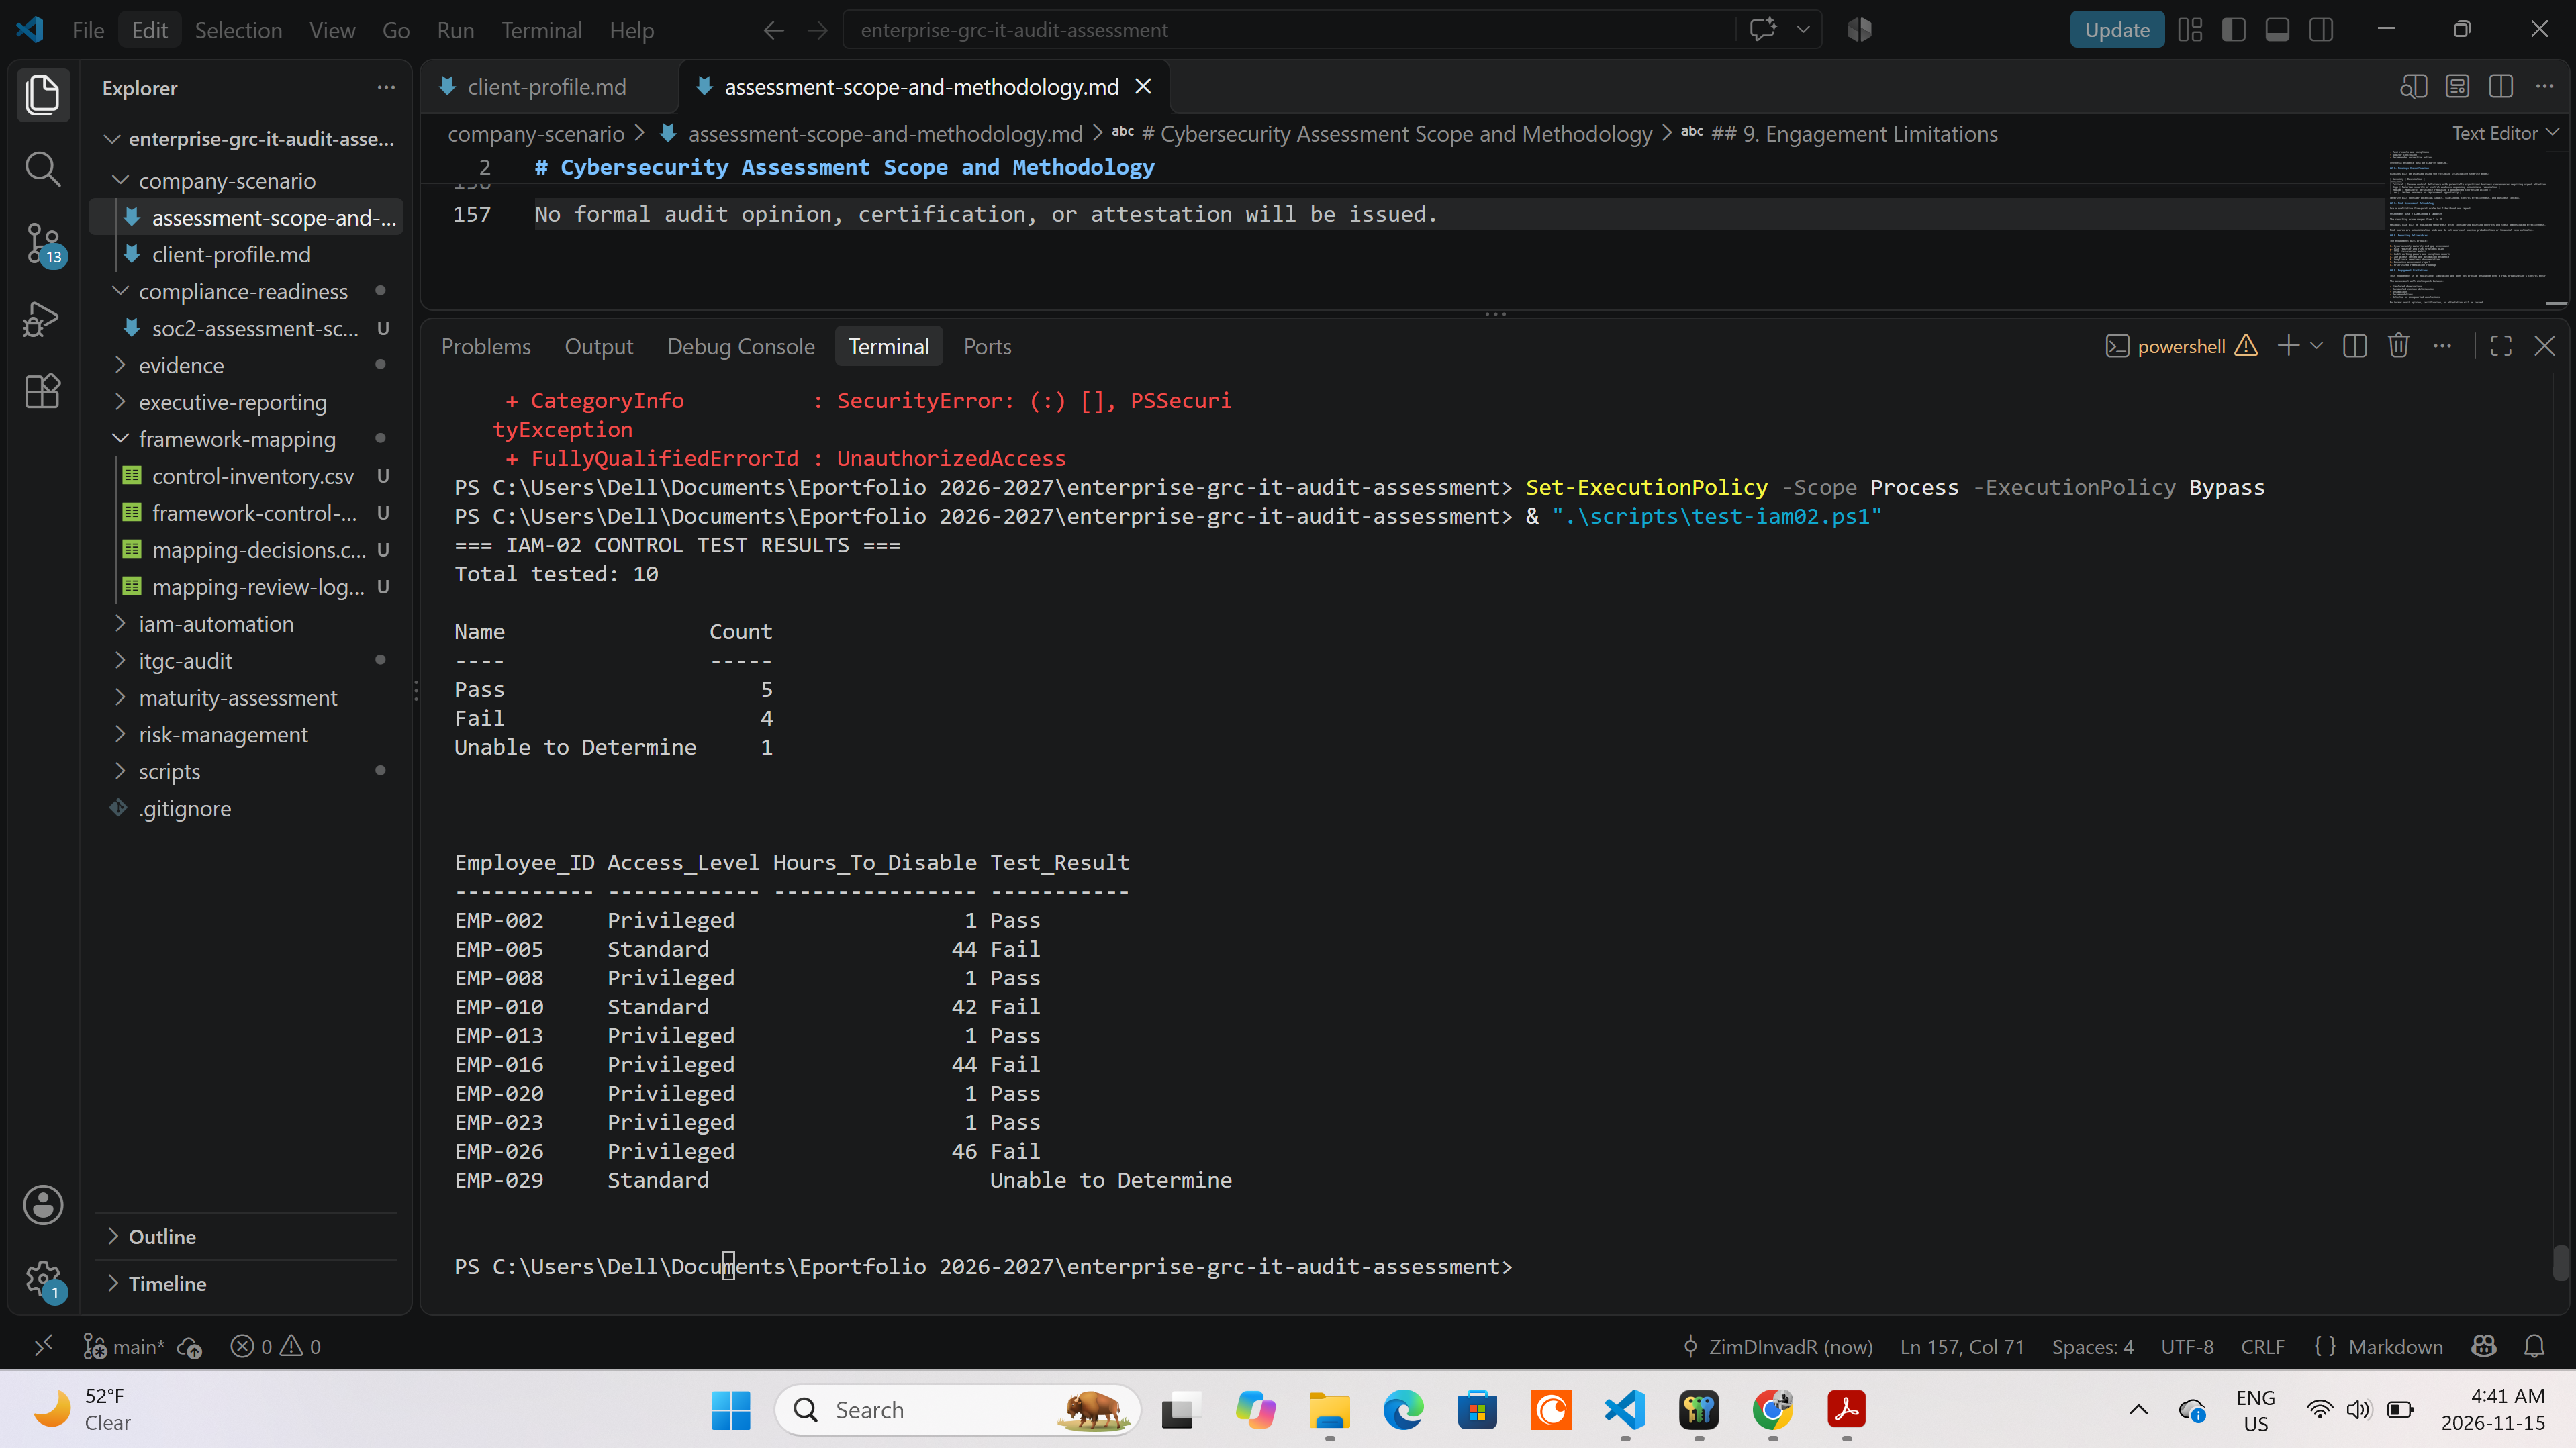 File Edit Selection View Go Run Terminal Help
enterprise-grc-it-audit-assessment
Update
Explorer
enterprise-grc-it-audit-asse...
company-scenario
assessment-scope-and-...
client-profile.md
compliance-readiness
soc2-assessment-sc... U
evidence
executive-reporting
framework-mapping
control-inventory.csv U
framework-control-... U
mapping-decisions.c... U
mapping-review-log... U
iam-automation
itgc-audit
maturity-assessment
risk-management
scripts
.gitignore
Outline
Timeline
13
1
client-profile.md
assessment-scope-and-methodology.md
company-scenario > assessment-scope-and-methodology.md > abc # Cybersecurity Assessment Scope and Methodology > abc ## 9. Engagement Limitations
Text Editor
2 # Cybersecurity Assessment Scope and Methodology
157 No formal audit opinion, certification, or attestation will be issued.
Problems Output Debug Console Terminal Ports
powershell
+ CategoryInfo : SecurityError: (:) [], PSSecuri
tyException
+ FullyQualifiedErrorId : UnauthorizedAccess
PS C:\Users\Dell\Documents\Eportfolio 2026-2027\enterprise-grc-it-audit-assessment> Set-ExecutionPolicy -Scope Process -ExecutionPolicy Bypass
PS C:\Users\Dell\Documents\Eportfolio 2026-2027\enterprise-grc-it-audit-assessment> & ".\scripts\test-iam02.ps1"
=== IAM-02 CONTROL TEST RESULTS ===
Total tested: 10
Name Count
---- -----
Pass 5
Fail 4
Unable to Determine 1
Employee_ID Access_Level Hours_To_Disable Test_Result
----------- ------------ ---------------- -----------
EMP-002 Privileged 1 Pass
EMP-005 Standard 44 Fail
EMP-008 Privileged 1 Pass
EMP-010 Standard 42 Fail
EMP-013 Privileged 1 Pass
EMP-016 Privileged 44 Fail
EMP-020 Privileged 1 Pass
EMP-023 Privileged 1 Pass
EMP-026 Privileged 46 Fail
EMP-029 Standard Unable to Determine
PS C:\Users\Dell\Documents\Eportfolio 2026-2027\enterprise-grc-it-audit-assessment>
main* 0 0
ZimDInvadR (now) Ln 157, Col 71 Spaces: 4 UTF-8 CRLF {} Markdown
52°F
Clear
Search
ENG
US
4:41 AM
2026-11-15